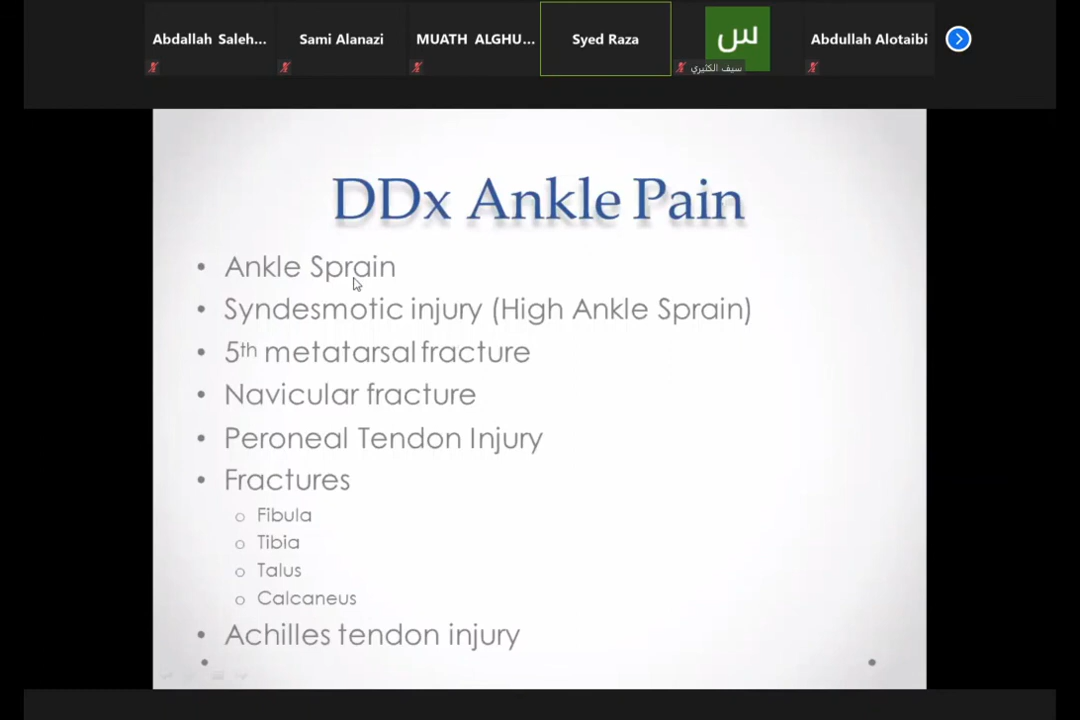 Abdallah Saleh...
Sami Alanazi
MUATH ALGHU...
Syed Raza
س
سيف الكثيري
Abdullah Alotaibi
DDx Ankle Pain
• Ankle Sprain
• Syndesmotic injury (High Ankle Sprain)
• 5th metatarsal fracture
• Navicular fracture
• Peroneal Tendon Injury
• Fractures
o Fibula
o Tibia
o Talus
o Calcaneus
• Achilles tendon injury